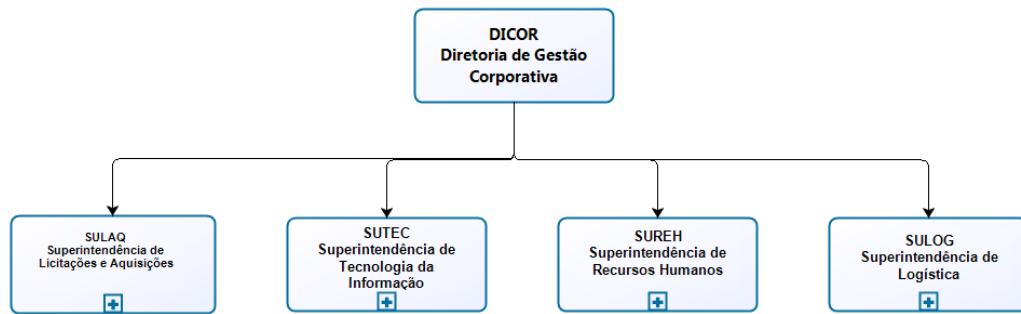 DICOR
Diretoria de Gestão
Corporativa
SULAQ
Superintendência de
Licitações e Aquisições
SUTEC
Superintendência de
Tecnologia da
Informação
SUREH
Superintendência de
Recursos Humanos
SULOG
Superintendência de
Logística